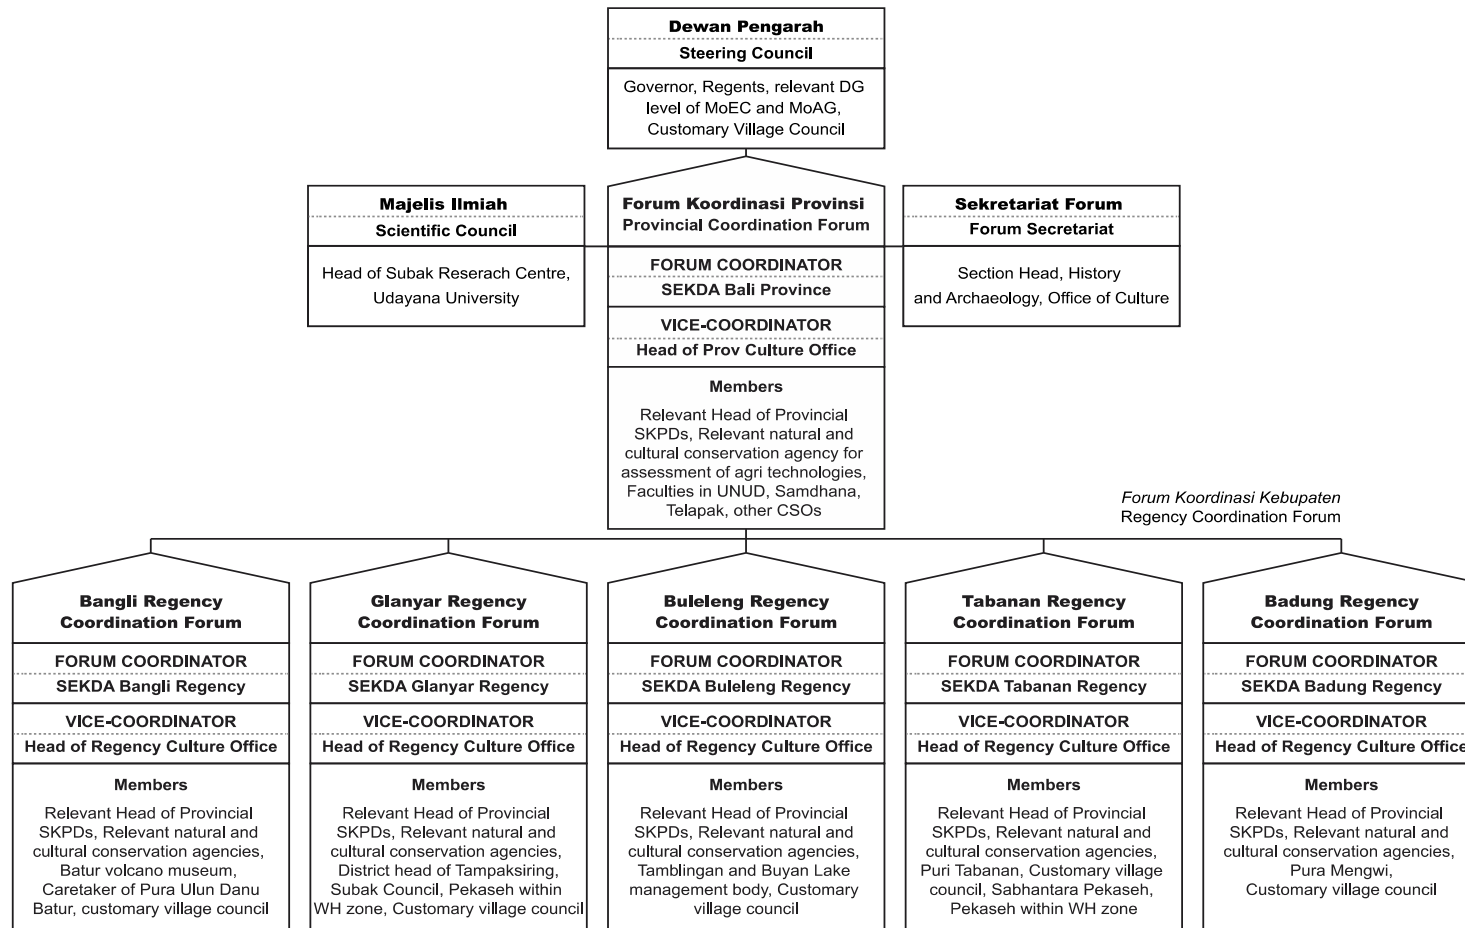 Dewan Pengarah
Steering Council
Governor, Regents, relevant DG
level of MoEC and MoAG,
Customary Village Council
Majelis Ilmiah
Scientific Council
Head of Subak Reserach Centre,
Udayana University
Forum Koordinasi Provinsi
Provincial Coordination Forum
FORUM COORDINATOR
SEKDA Bali Province
VICE-COORDINATOR
Head of Prov Culture Office
Members
Relevant Head of Provincial
SKPDs, Relevant natural and
cultural conservation agency for
assessment of agri technologies,
Faculties in UNUD, Samdhana,
Telapak, other CSOs
Sekretariat Forum
Forum Secretariat
Section Head, History
and Archaeology, Office of Culture
Forum Koordinasi Kebupaten
Regency Coordination Forum
Bangli Regency
Coordination Forum
FORUM COORDINATOR
SEKDA Bangli Regency
VICE-COORDINATOR
Head of Regency Culture Office
Members
Relevant Head of Provincial
SKPDs, Relevant natural and
cultural conservation agencies,
Batur volcano museum,
Caretaker of Pura Ulun Danu
Batur, customary village council
Glanyar Regency
Coordination Forum
FORUM COORDINATOR
SEKDA Glanyar Regency
VICE-COORDINATOR
Head of Regency Culture Office
Members
Relevant Head of Provincial
SKPDs, Relevant natural and
cultural conservation agencies,
District head of Tampaksiring,
Subak Council, Pekaseh within
WH zone, Customary village council
Buleleng Regency
Coordination Forum
FORUM COORDINATOR
SEKDA Buleleng Regency
VICE-COORDINATOR
Head of Regency Culture Office
Members
Relevant Head of Provincial
SKPDs, Relevant natural and
cultural conservation agencies,
Tamblingan and Buyan Lake
management body, Customary
village council
Tabanan Regency
Coordination Forum
FORUM COORDINATOR
SEKDA Tabanan Regency
VICE-COORDINATOR
Head of Regency Culture Office
Members
Relevant Head of Provincial
SKPDs, Relevant natural and
cultural conservation agencies,
Puri Tabanan, Customary village
council, Sabhantara Pekaseh,
Pekaseh within WH zone
Badung Regency
Coordination Forum
FORUM COORDINATOR
SEKDA Badung Regency
VICE-COORDINATOR
Head of Regency Culture Office
Members
Relevant Head of Provincial
SKPDs, Relevant natural and
cultural conservation agencies,
Pura Mengwi,
Customary village council